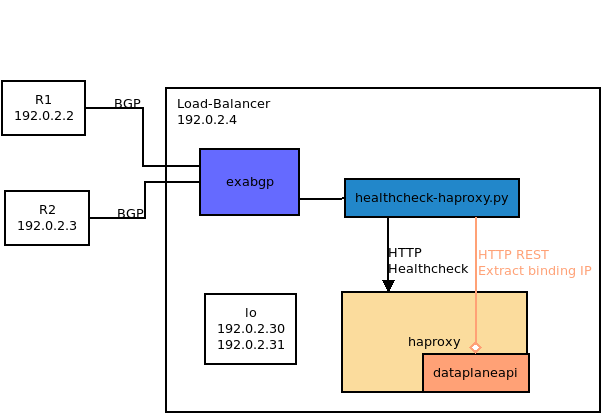 R1
192.0.2.2
BGP
Load-Balancer
192.0.2.4
exabgp
healthcheck-haproxy.py
R2
192.0.2.3
BGP
HTTP
Healthcheck
HTTP REST
Extract binding IP
lo
192.0.2.30
192.0.2.31
haproxy
dataplaneapi